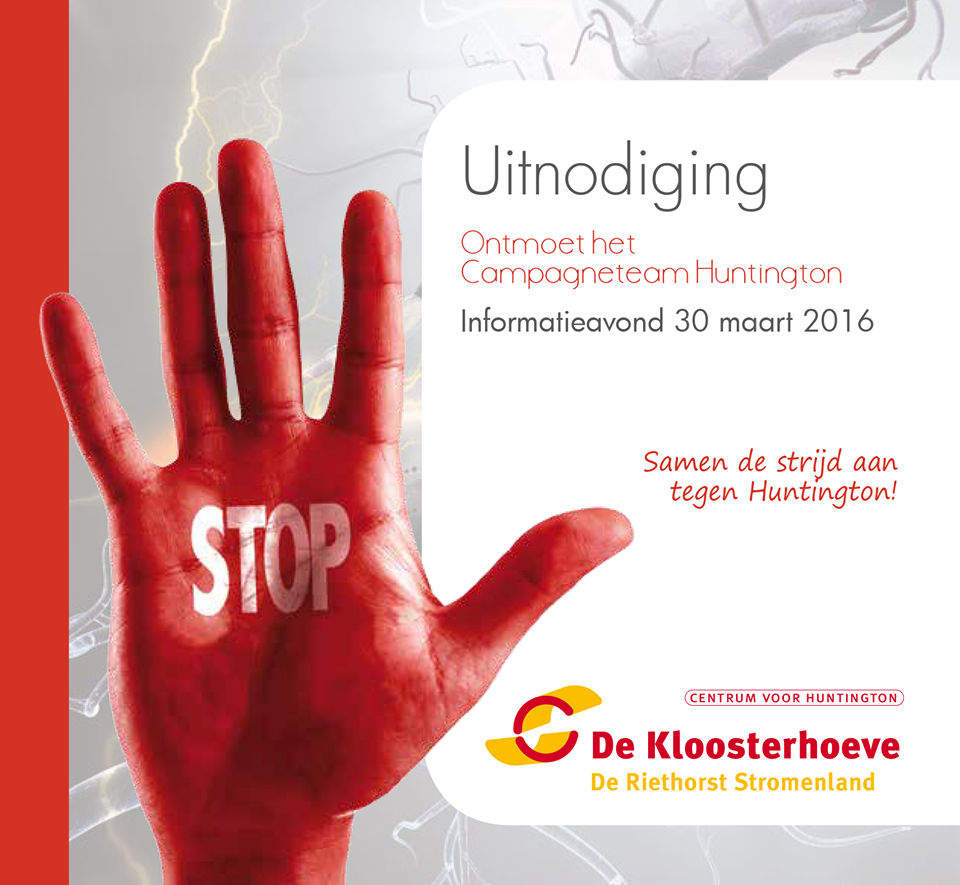 Uitnodiging
Ontmoet het
Campagneteam Huntington
Informatieavond 30 maart 2016
Samen de strijd aan
tegen Huntington!
STOP
CENTRUM VOOR HUNTINGTON
De Kloosterhoeve
De Riethorst Stromenland